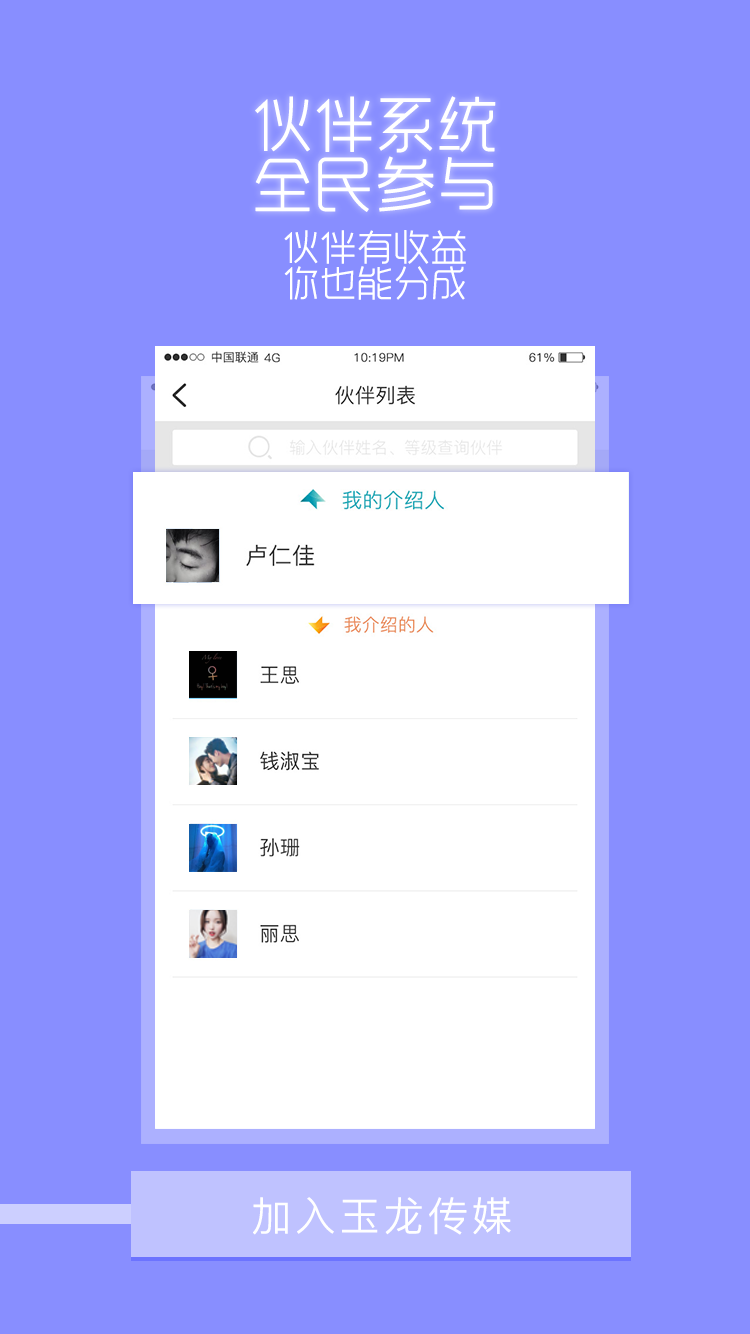 伙伴系统
全民参与
伙伴有收益
你也能分成
中国联通 4G 10:19PM 61%
伙伴列表
输入伙伴姓名、等级查询伙伴
我的介绍人
卢仁佳
我介绍的人
王思
钱淑宝
孙珊
丽思
加入玉龙传媒